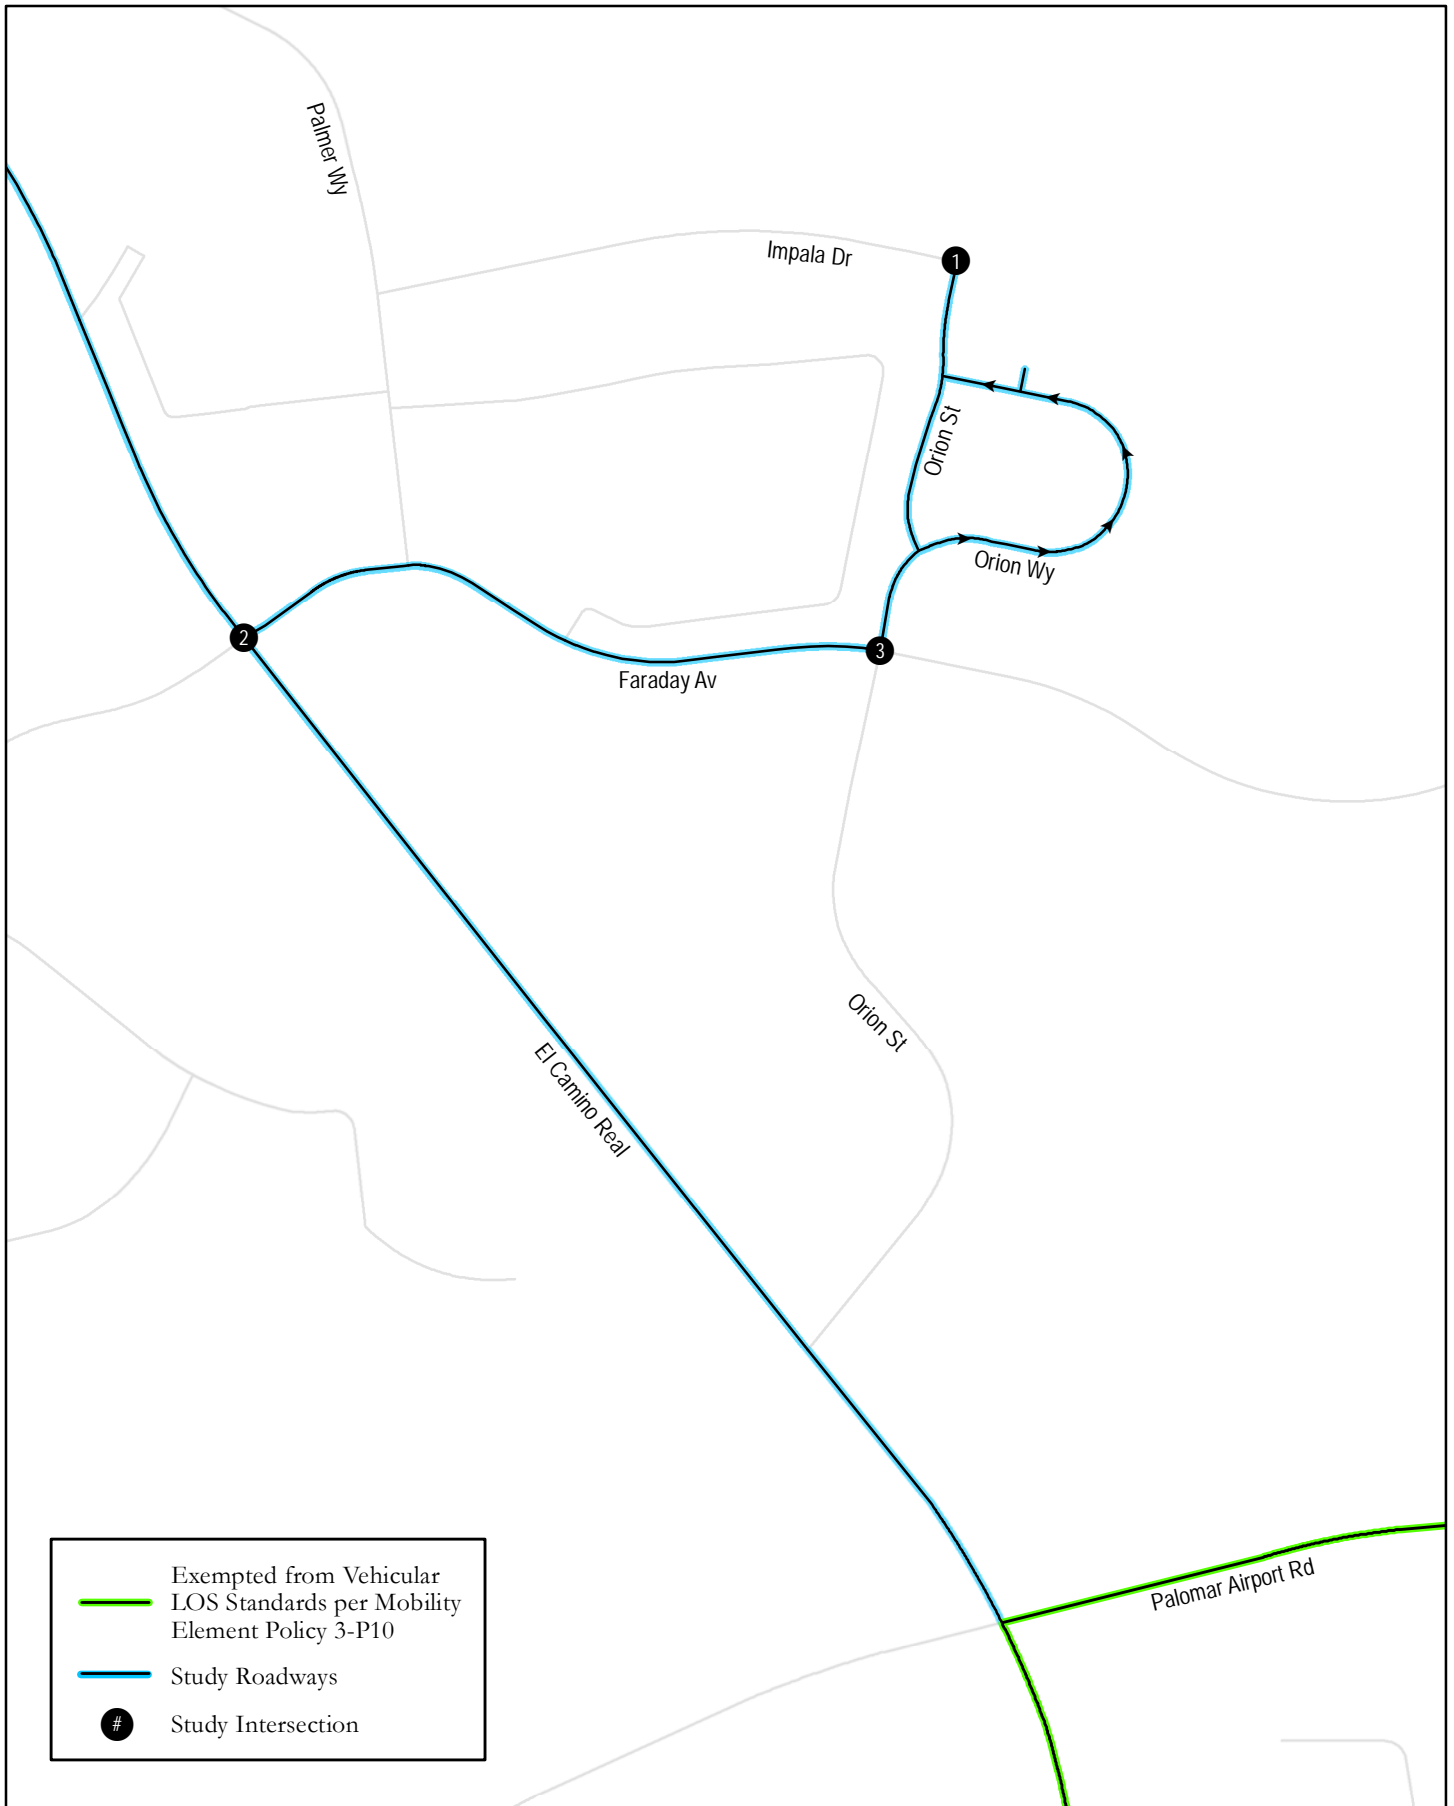 Palmer Wy
Impala Dr
1
Orion St
Orion Wy
2
3
Faraday Av
Orion St
El Camino Real
Palomar Airport Rd
Exempted from Vehicular
LOS Standards per Mobility
Element Policy 3-P10
Study Roadways
# Study Intersection